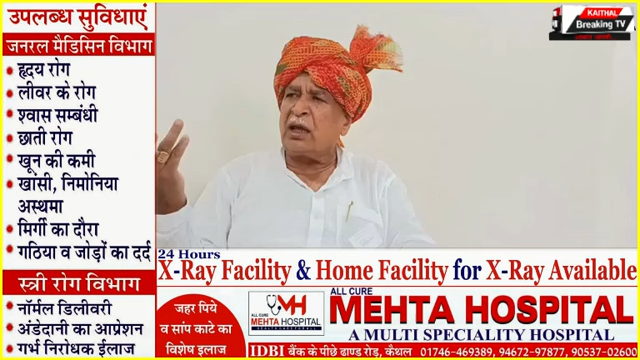 उपलब्ध सुविधाएं
जनरल मैडिसिन विभाग
हृदय रोग
लीवर के रोग
श्वास सम्बंधी
छाती रोग
खून की कमी
खांसी, निमोनिया
अस्थमा
मिर्गी का दौरा
गठिया व जोड़ों का दर्द
स्त्री रोग विभाग
नॉर्मल डिलीवरी
अंडेदानी का आप्रेशन
गर्भ निरोधक ईलाज
KAITHAL
Breaking TV
24 Hours
X-Ray Facility & Home Facility for X-Ray Available
जहर पिये
व सांप काटे का
विशेष इलाज
ALL CURE
MH
MEHTA HOSPITAL
ALL CURE
MEHTA HOSPITAL
A MULTI SPECIALITY HOSPITAL
IDBI बैंक के पीछे ढाण्ड रोड़, कैथल 01746-469389, 94672-97877, 90537-02600